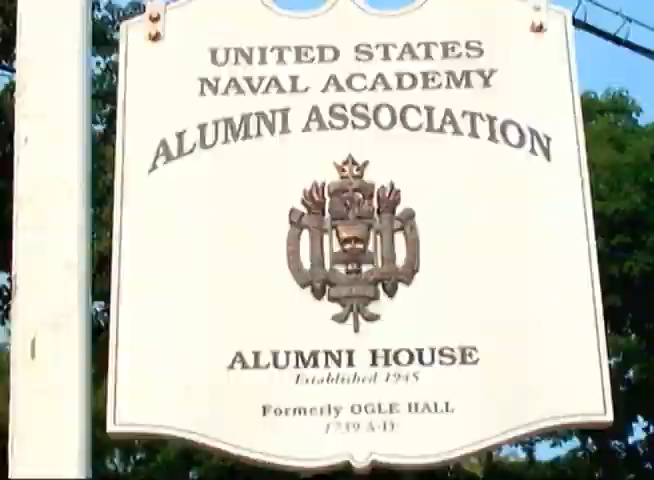 UNITED STATES
NAVAL ACADEMY
ALUMNI ASSOCIATION
ALUMNI HOUSE
Established 1945
Formerly OGLE HALL
1739 A·D